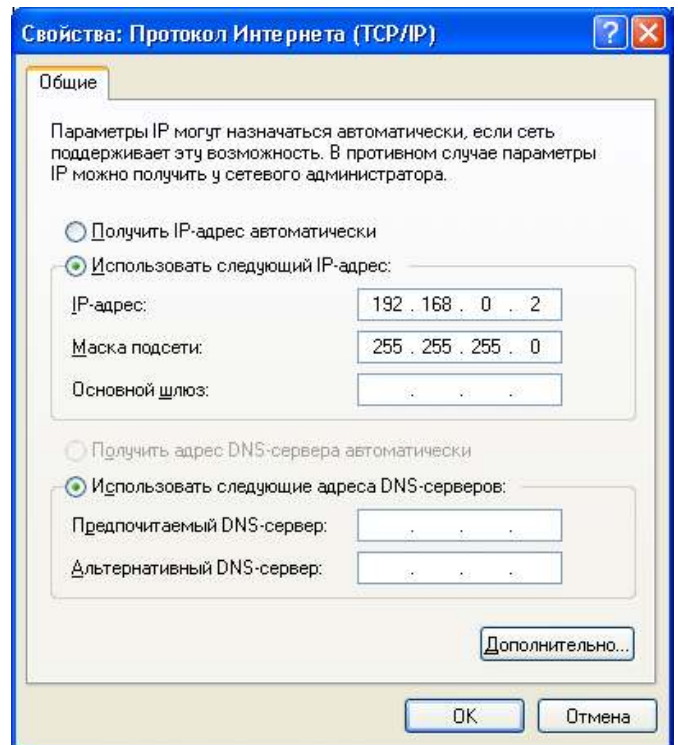 Свойства: Протокол Интернета (TCP/IP)
Общие
Параметры IP могут назначаться автоматически, если сеть
поддерживает эту возможность. В противном случае параметры
IP можно получить у сетевого администратора.
Получить IP-адрес автоматически
Использовать следующий IP-адрес:
IP-адрес: 192 . 168 . 0 . 2
Маска подсети: 255 . 255 . 255 . 0
Основной шлюз: . . .
Получить адрес DNS-сервера автоматически
Использовать следующие адреса DNS-серверов:
Предпочитаемый DNS-сервер: . . .
Альтернативный DNS-сервер: . . .
Дополнительно...
OK Отмена